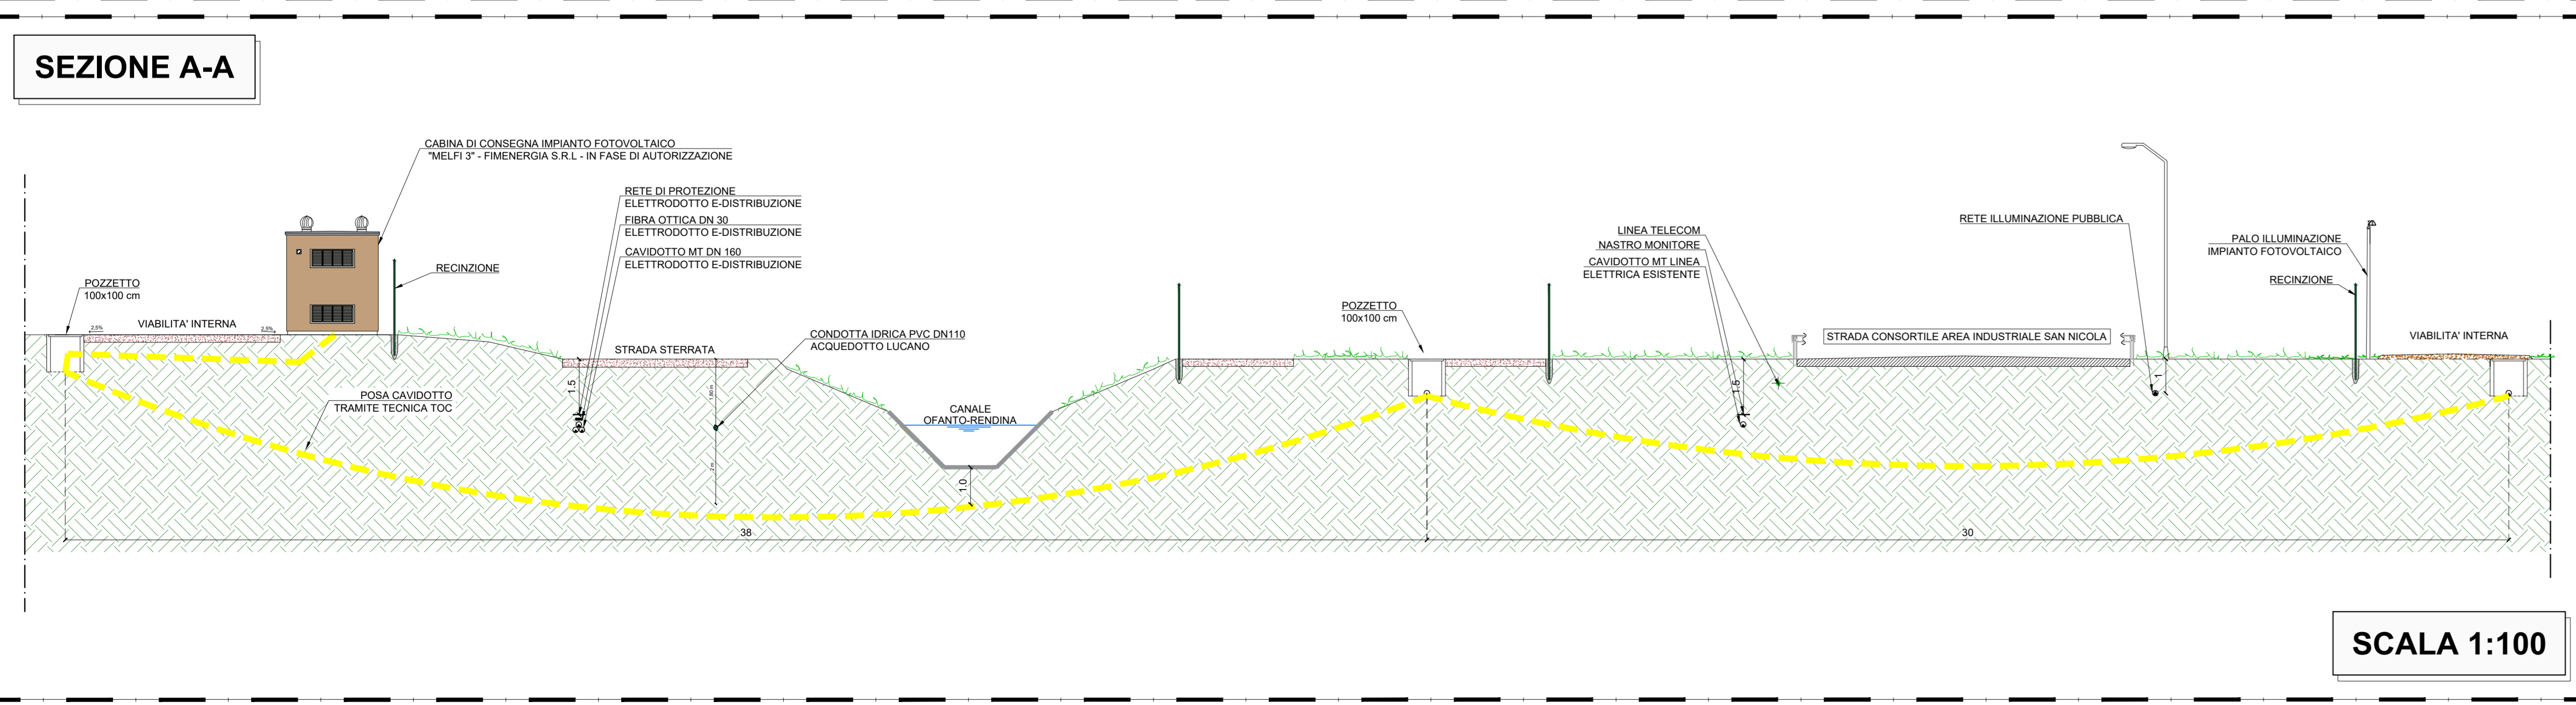 SEZIONE A-A
CABINA DI CONSEGNA IMPIANTO FOTOVOLTAICO
"MELFI 3" - FIMENERGIA S.R.L - IN FASE DI AUTORIZZAZIONE
RETE DI PROTEZIONE
ELETTRODOTTO E-DISTRIBUZIONE
FIBRA OTTICA DN 30
ELETTRODOTTO E-DISTRIBUZIONE
CAVIDOTTO MT DN 160
ELETTRODOTTO E-DISTRIBUZIONE
RECINZIONE
POZZETTO
100x100 cm
2,5%
VIABILITA' INTERNA
2,5%
STRADA STERRATA
CONDOTTA IDRICA PVC DN110
ACQUEDOTTO LUCANO
1.5
1,80 m
2 m
POSA CAVIDOTTO
TRAMITE TECNICA TOC
CANALE
OFANTO-RENDINA
1.0
38
POZZETTO
100x100 cm
LINEA TELECOM
NASTRO MONITORE
CAVIDOTTO MT LINEA
ELETTRICA ESISTENTE
1.5
STRADA CONSORTILE AREA INDUSTRIALE SAN NICOLA
RETE ILLUMINAZIONE PUBBLICA
1
PALO ILLUMINAZIONE
IMPIANTO FOTOVOLTAICO
RECINZIONE
VIABILITA' INTERNA
30
SCALA 1:100